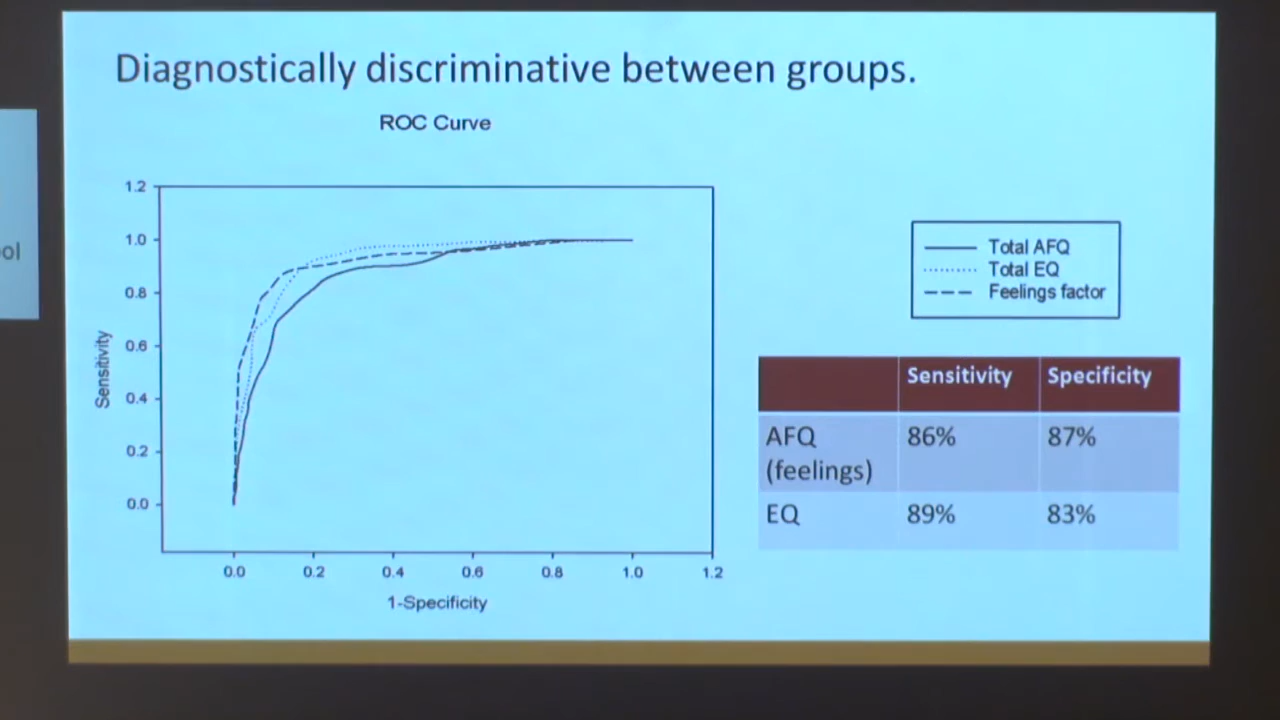 Diagnostically discriminative between groups.
ROC Curve
1.2
1.0
0.8
0.6
0.4
0.2
0.0
Sensitivity
0.0 0.2 0.4 0.6 0.8 1.0 1.2
1-Specificity
Total AFQ
Total EQ
Feelings factor
Sensitivity Specificity
AFQ (feelings) 86% 87%
EQ 89% 83%
ol